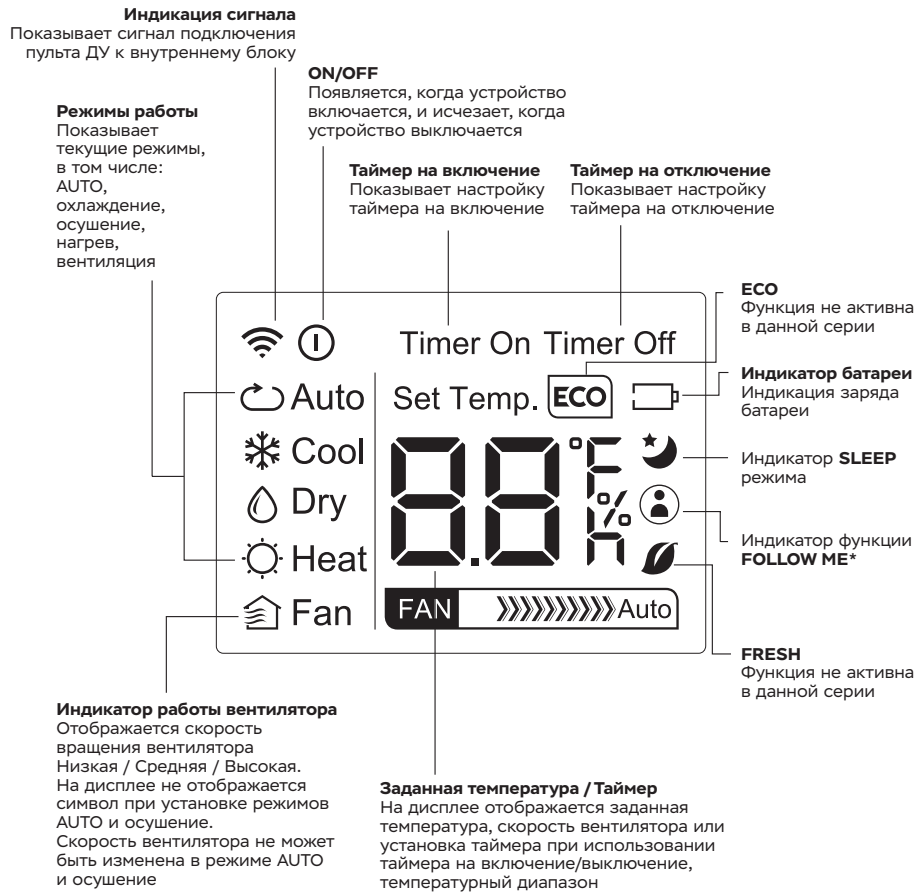 Индикация сигнала
Показывает сигнал подключения
пульта ДУ к внутреннему блоку
ON/OFF
Появляется, когда устройство
включается, и исчезает, когда
устройство выключается
Режимы работы
Показывает
текущие режимы,
в том числе:
AUTO,
охлаждение,
осушение,
нагрев,
вентиляция
Таймер на включение
Показывает настройку
таймера на включение
Таймер на отключение
Показывает настройку
таймера на отключение
ECO
Функция не активна
в данной серии
Индикатор батареи
Индикация заряда
батареи
Индикатор SLEEP
режима
Индикатор функции
FOLLOW ME*
FRESH
Функция не активна
в данной серии
Timer On Timer Off
Auto
Set Temp. ECO
Cool
Dry
Heat
Fan
8.8 °F
%
h
FAN Auto
Индикатор работы вентилятора
Отображается скорость
вращения вентилятора
Низкая / Средняя / Высокая.
На дисплее не отображается
символ при установке режимов
AUTO и осушение.
Скорость вентилятора не может
быть изменена в режиме AUTO
и осушение
Заданная температура / Таймер
На дисплее отображается заданная
температура, скорость вентилятора или
установка таймера при использовании
таймера на включение/выключение,
температурный диапазон